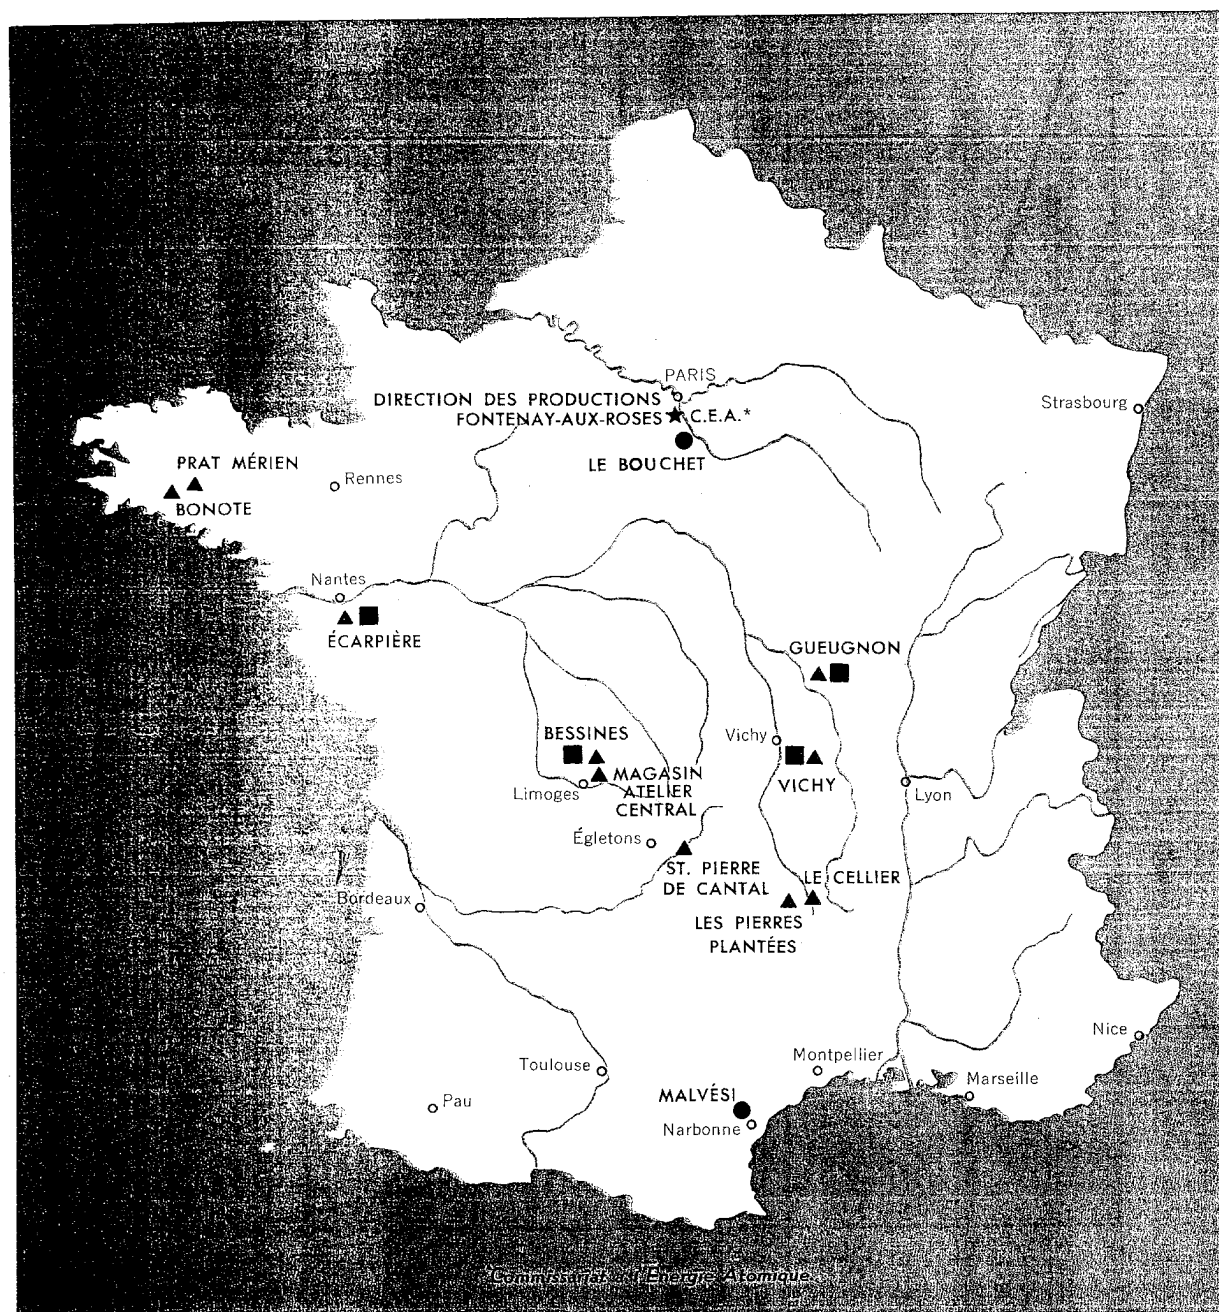 PARIS
DIRECTION DES PRODUCTIONS
FONTENAY-AUX-ROSES ★ C.E.A.*
Strasbourg
LE BOUCHET
PRAT MÉRIEN
Rennes
BONOTE
Nantes
ÉCARPIÈRE
GUEUGNON
BESSINES
Vichy
MAGASIN
ATELIER
CENTRAL
VICHY
Limoges
Lyon
Égletons
ST. PIERRE
DE CANTAL
LE CELLIER
Bordeaux
LES PIERRES
PLANTÉES
Nice
Montpellier
Toulouse
Marseille
Pau
MALVÉSI
Narbonne
Commissariat à l'Énergie Atomique